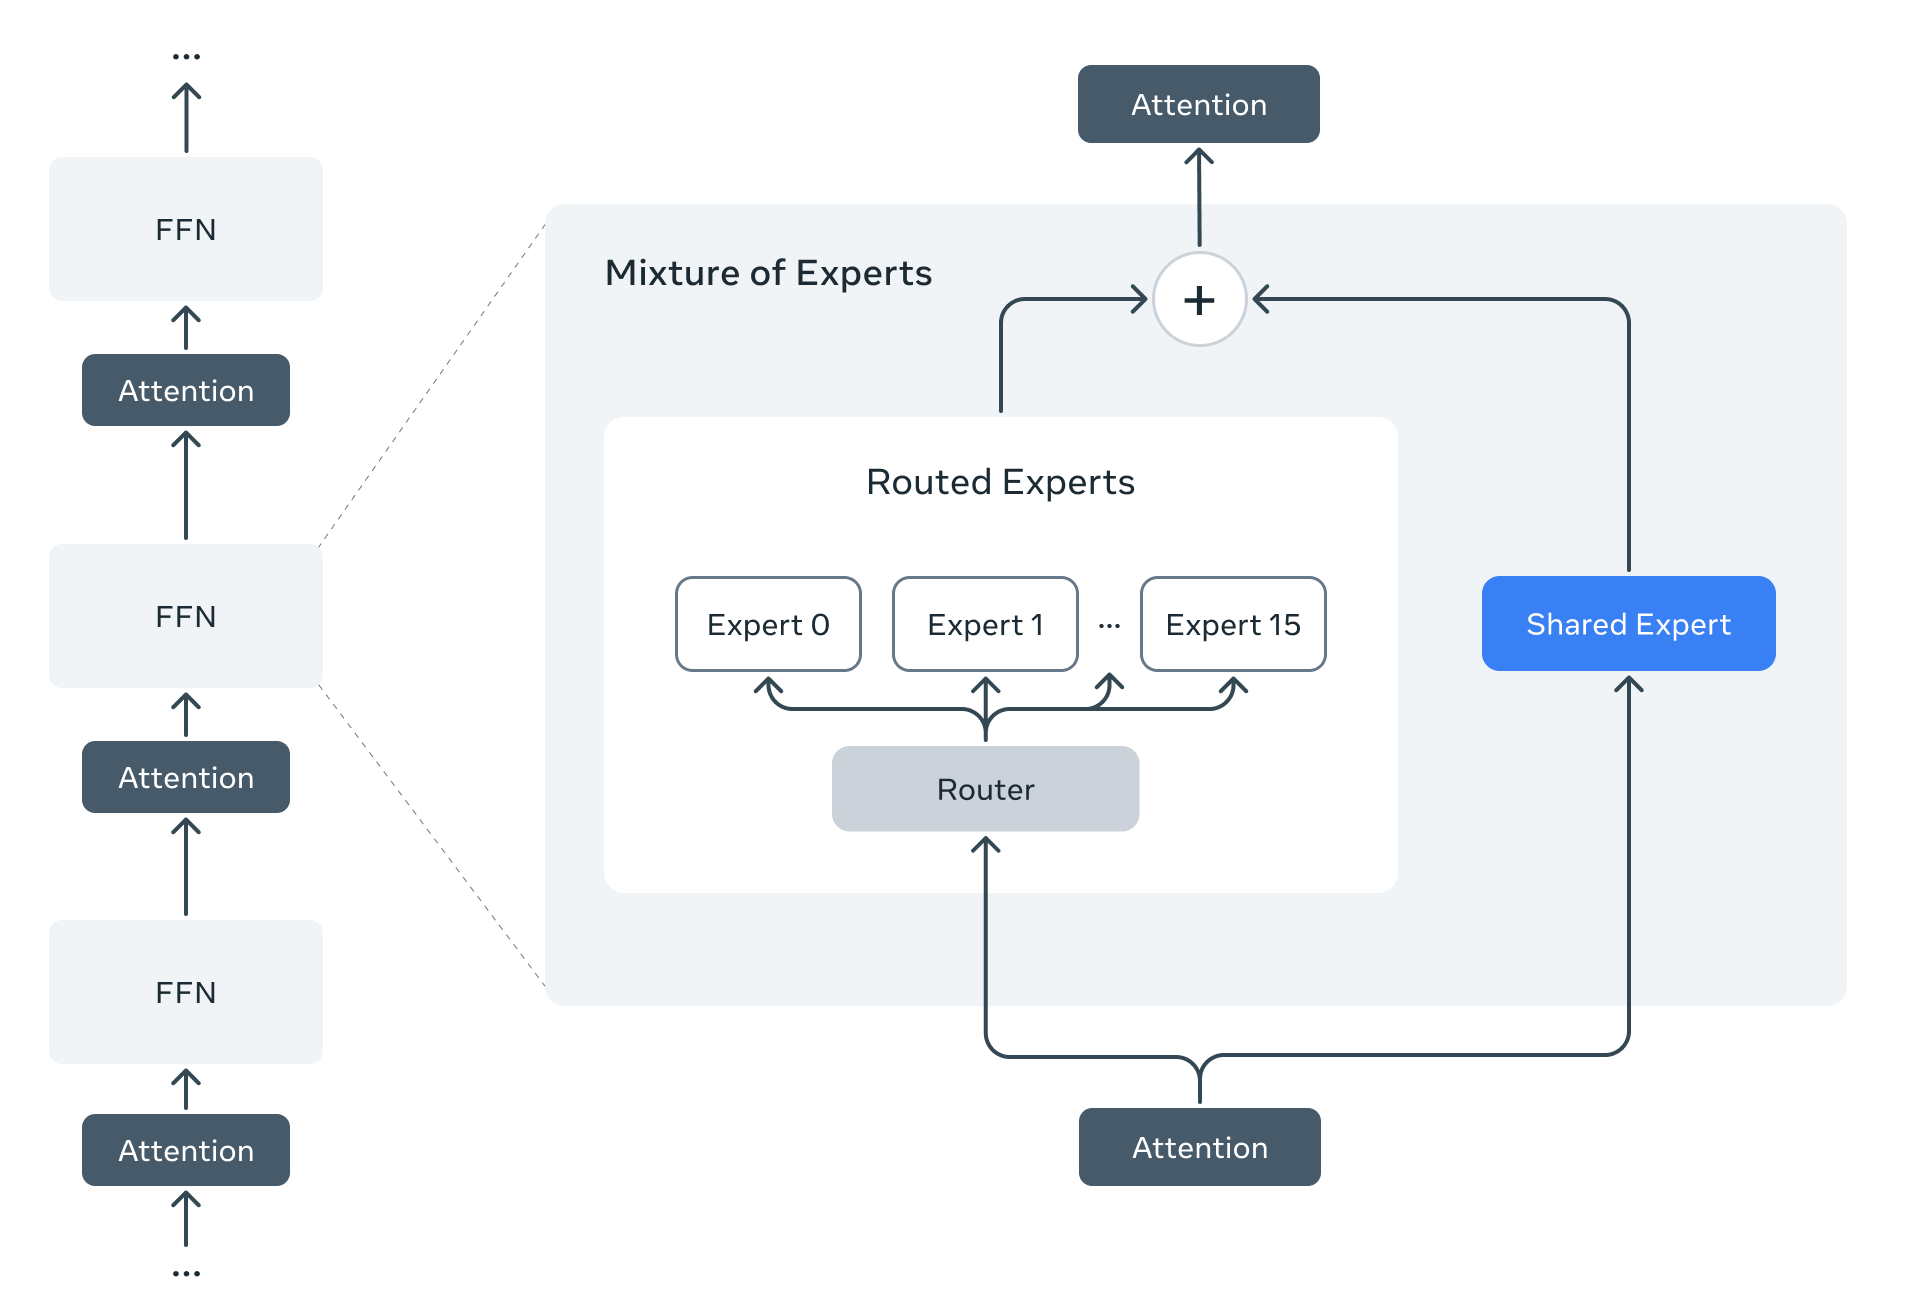 ...
FFN
Attention
FFN
Attention
FFN
Attention
...
Attention
Mixture of Experts
+
Routed Experts
Expert 0
Expert 1
...
Expert 15
Shared Expert
Router
Attention